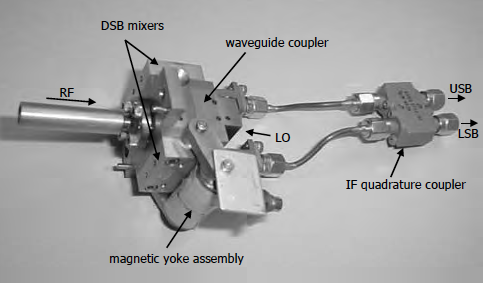 DSB mixers
waveguide coupler
RF
USB
LSB
LO
IF quadrature coupler
magnetic yoke assembly